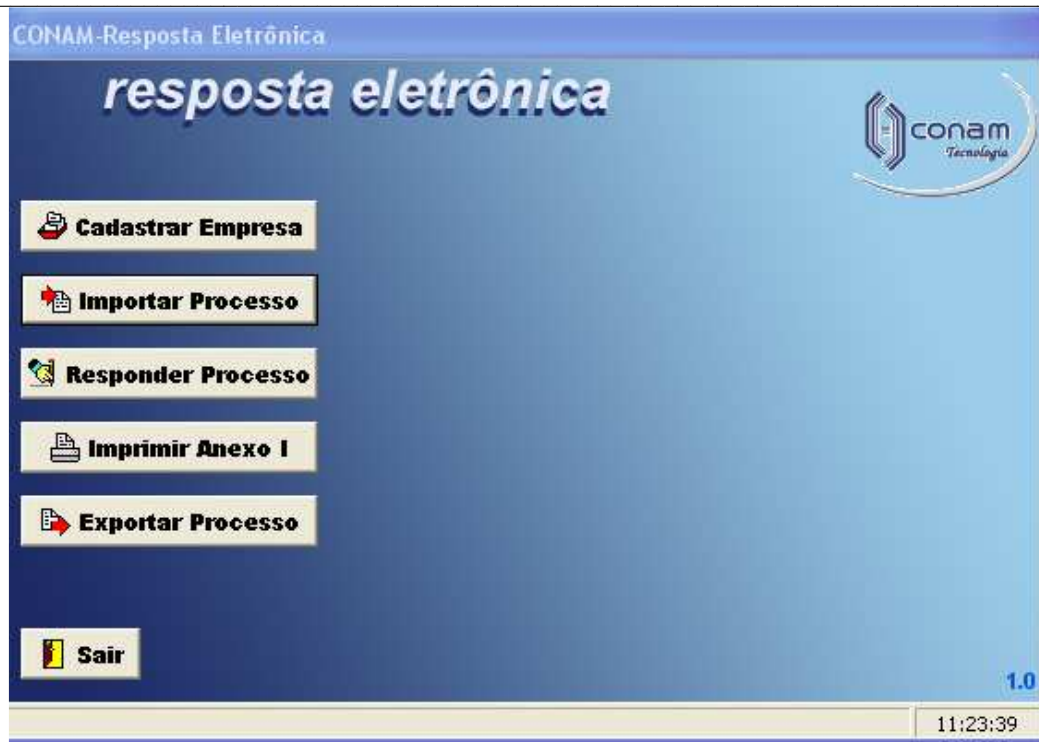 CONAM-Resposta Eletrônica
resposta eletrônica
conam
Tecnologia
Cadastrar Empresa
Importar Processo
Responder Processo
Imprimir Anexo I
Exportar Processo
Sair
1.0
11:23:39